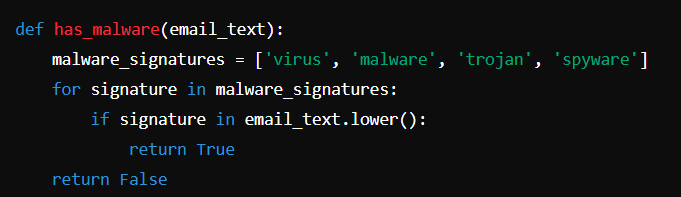 def has_malware(email_text):
    malware_signatures = ['virus', 'malware', 'trojan', 'spyware']
    for signature in malware_signatures:
        if signature in email_text.lower():
            return True
    return False